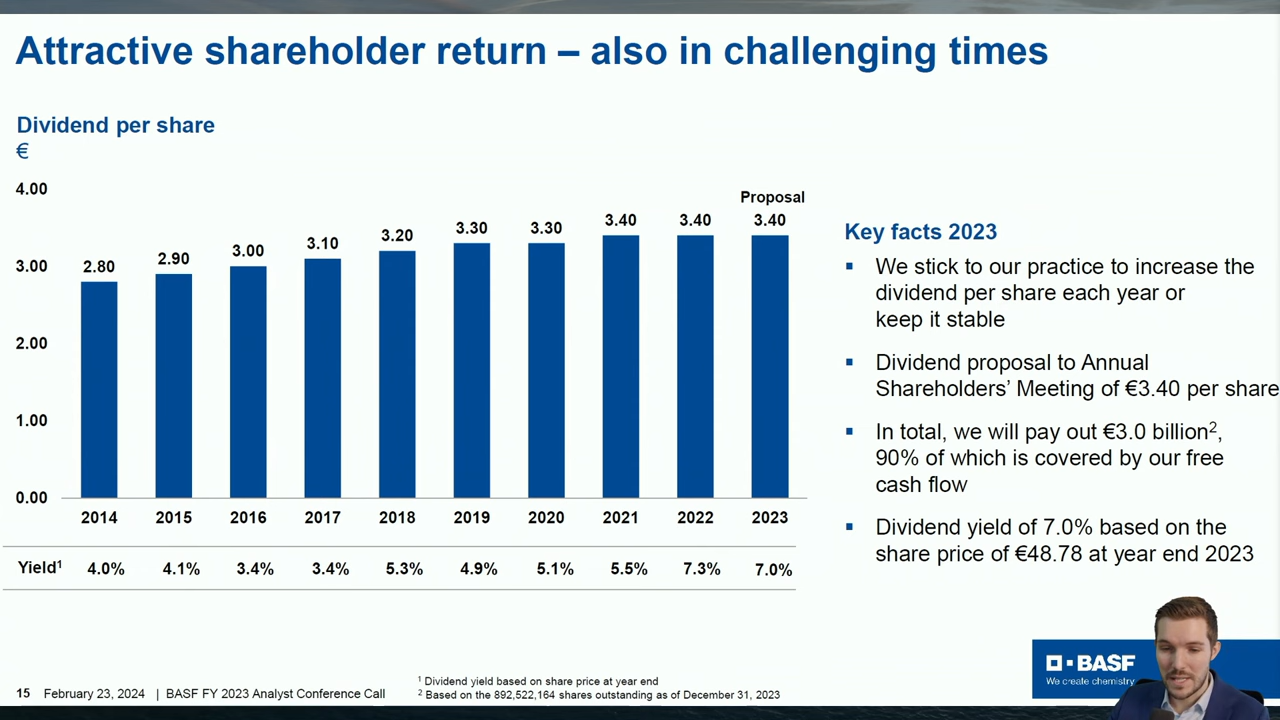 Attractive shareholder return – also in challenging times
Dividend per share
€
4.00
3.00
2.00
1.00
0.00
Proposal
2.80 2.90 3.00 3.10 3.20 3.30 3.30 3.40 3.40 3.40
2014 2015 2016 2017 2018 2019 2020 2021 2022 2023
Yield¹ 4.0% 4.1% 3.4% 3.4% 5.3% 4.9% 5.1% 5.5% 7.3% 7.0%
Key facts 2023
▪ We stick to our practice to increase the
dividend per share each year or
keep it stable
▪ Dividend proposal to Annual
Shareholders’ Meeting of €3.40 per share
▪ In total, we will pay out €3.0 billion²,
90% of which is covered by our free
cash flow
▪ Dividend yield of 7.0% based on the
share price of €48.78 at year end 2023
15 February 23, 2024 | BASF FY 2023 Analyst Conference Call
¹ Dividend yield based on share price at year end
² Based on the 892,522,164 shares outstanding as of December 31, 2023
BASF
We create chemistry